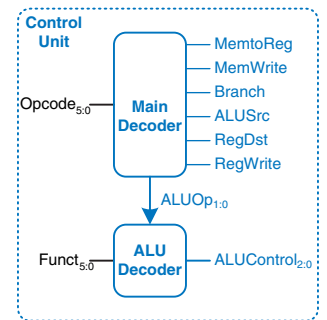 Control
Unit
MemtoReg
MemWrite
Branch
ALUSrc
RegDst
RegWrite
Opcode5:0
Main
Decoder
ALUOp1:0
Funct5:0
ALU
Decoder
ALUControl2:0